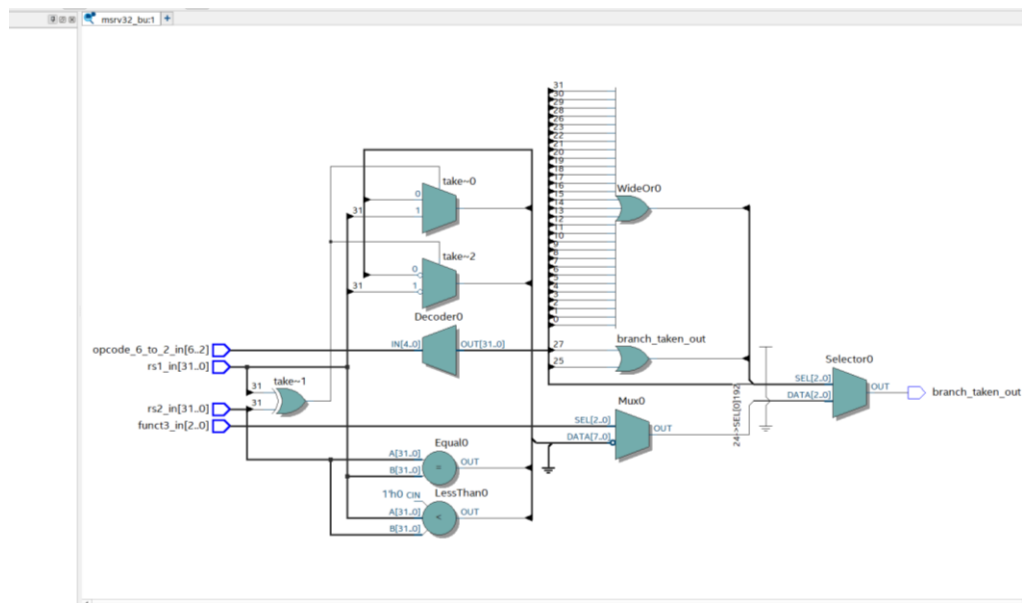 msrv32_bu:1
31
30
29
28
26
23
22
21
20
19
18
17
16
15
14
13
12
11
10
9
8
7
6
5
4
3
2
1
0
take~0
0
1
31
WideOr0
take~2
0
1
31
Decoder0
opcode_6_to_2_in[6..2]
IN[4..0]
OUT[31..0]
27
25
branch_taken_out
rs1_in[31..0]
take~1
31
31
rs2_in[31..0]
funct3_in[2..0]
Mux0
SEL[2..0]
DATA[7..0]
OUT
24->SEL[0]192
Selector0
SEL[2..0]
DATA[2..0]
OUT
branch_taken_out
Equal0
A[31..0]
B[31..0]
=
OUT
1'h0 CIN
LessThan0
A[31..0]
B[31..0]
<
OUT